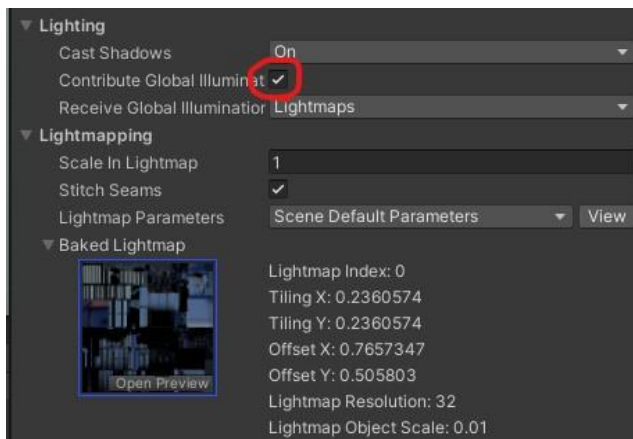 Lighting
Cast Shadows On
Contribute Global Illuminat
Receive Global Illuminatior Lightmaps
Lightmapping
Scale In Lightmap 1
Stitch Seams
Lightmap Parameters Scene Default Parameters View
Baked Lightmap
Open Preview
Lightmap Index: 0
Tiling X: 0.2360574
Tiling Y: 0.2360574
Offset X: 0.7657347
Offset Y: 0.505803
Lightmap Resolution: 32
Lightmap Object Scale: 0.01